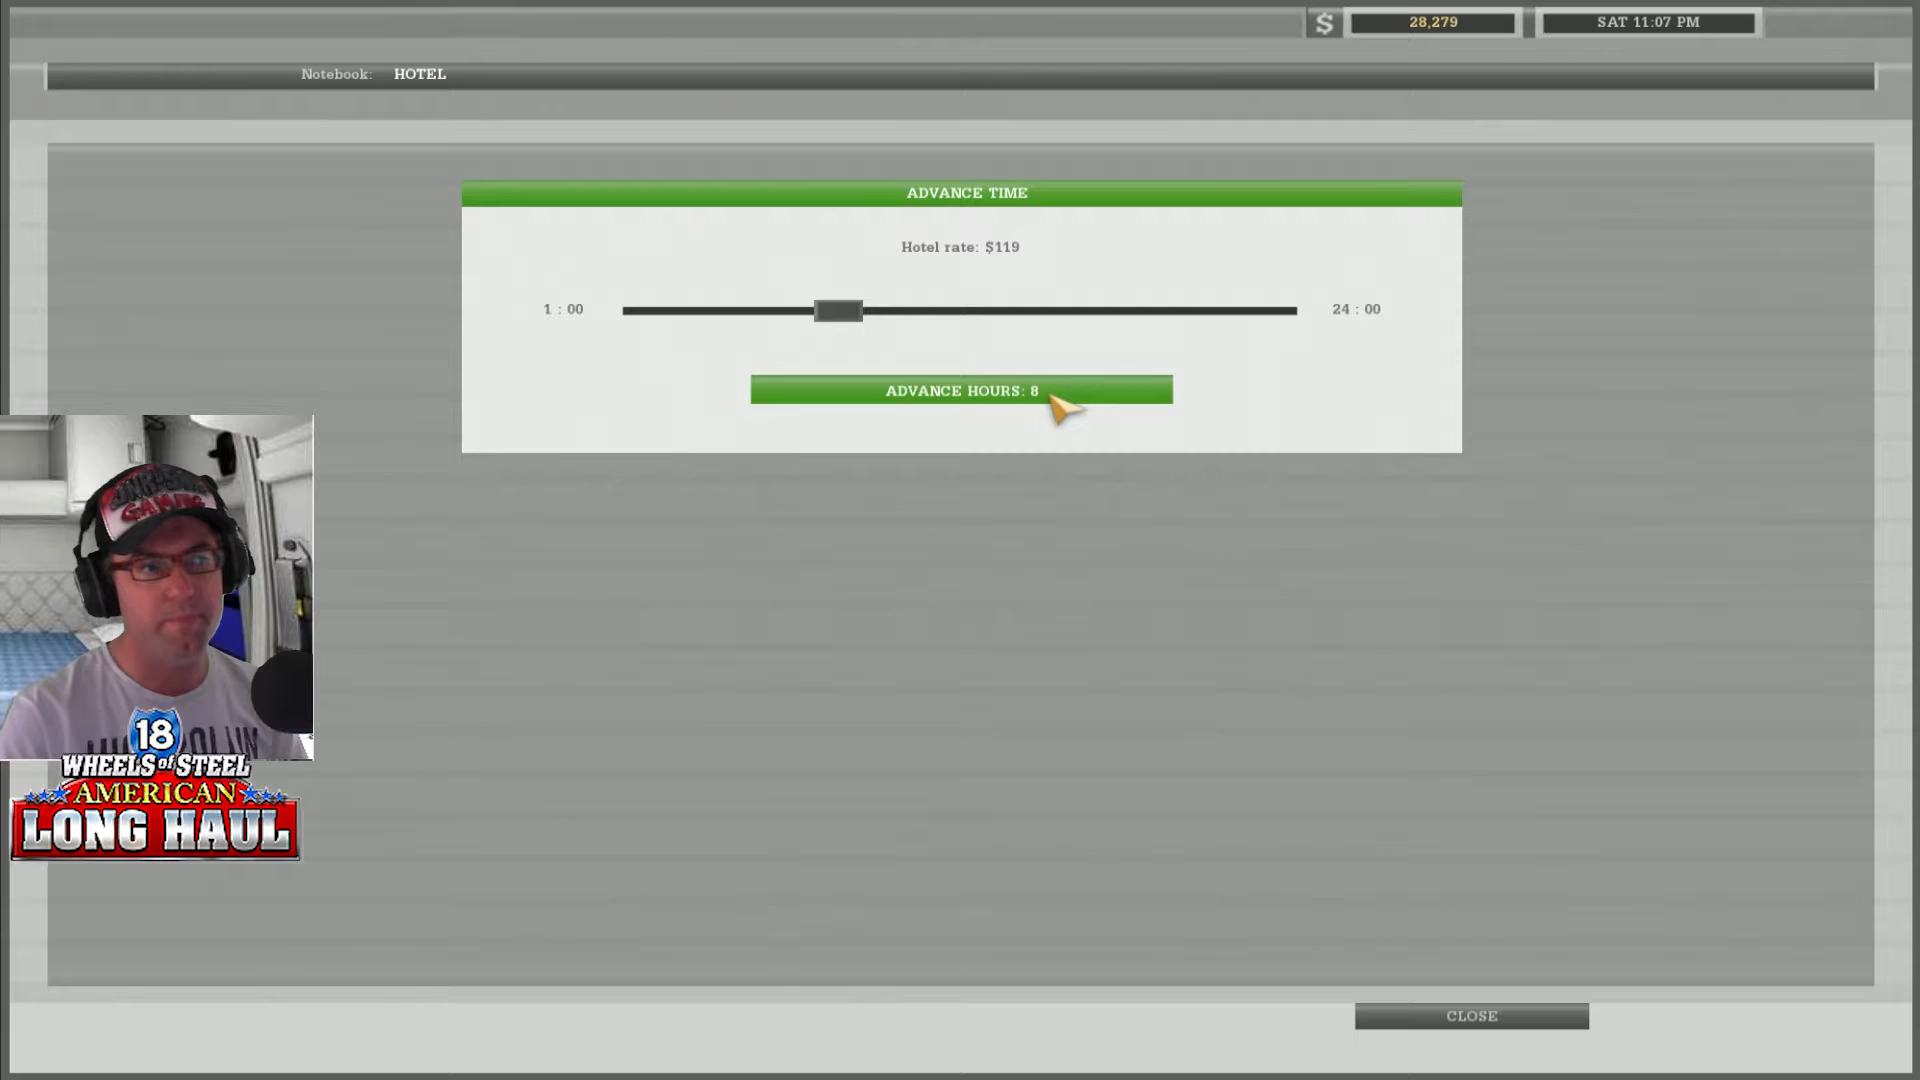 $ 28,279 SAT 11:07 PM
Notebook: HOTEL
ADVANCE TIME
Hotel rate: $119
1 : 00 24 : 00
ADVANCE HOURS: 8
GAMING
18
WHEELS of STEEL
AMERICAN
LONG HAUL
CLOSE